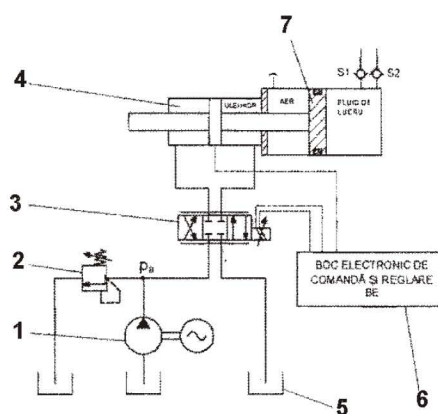 7
4
S1
S2
ULEI HIDR
AER
FLUID DE
LUCRU
3
2
Pa
BOC ELECTRONIC DE
COMANDĂ ȘI REGLARE
BE
1
5
6